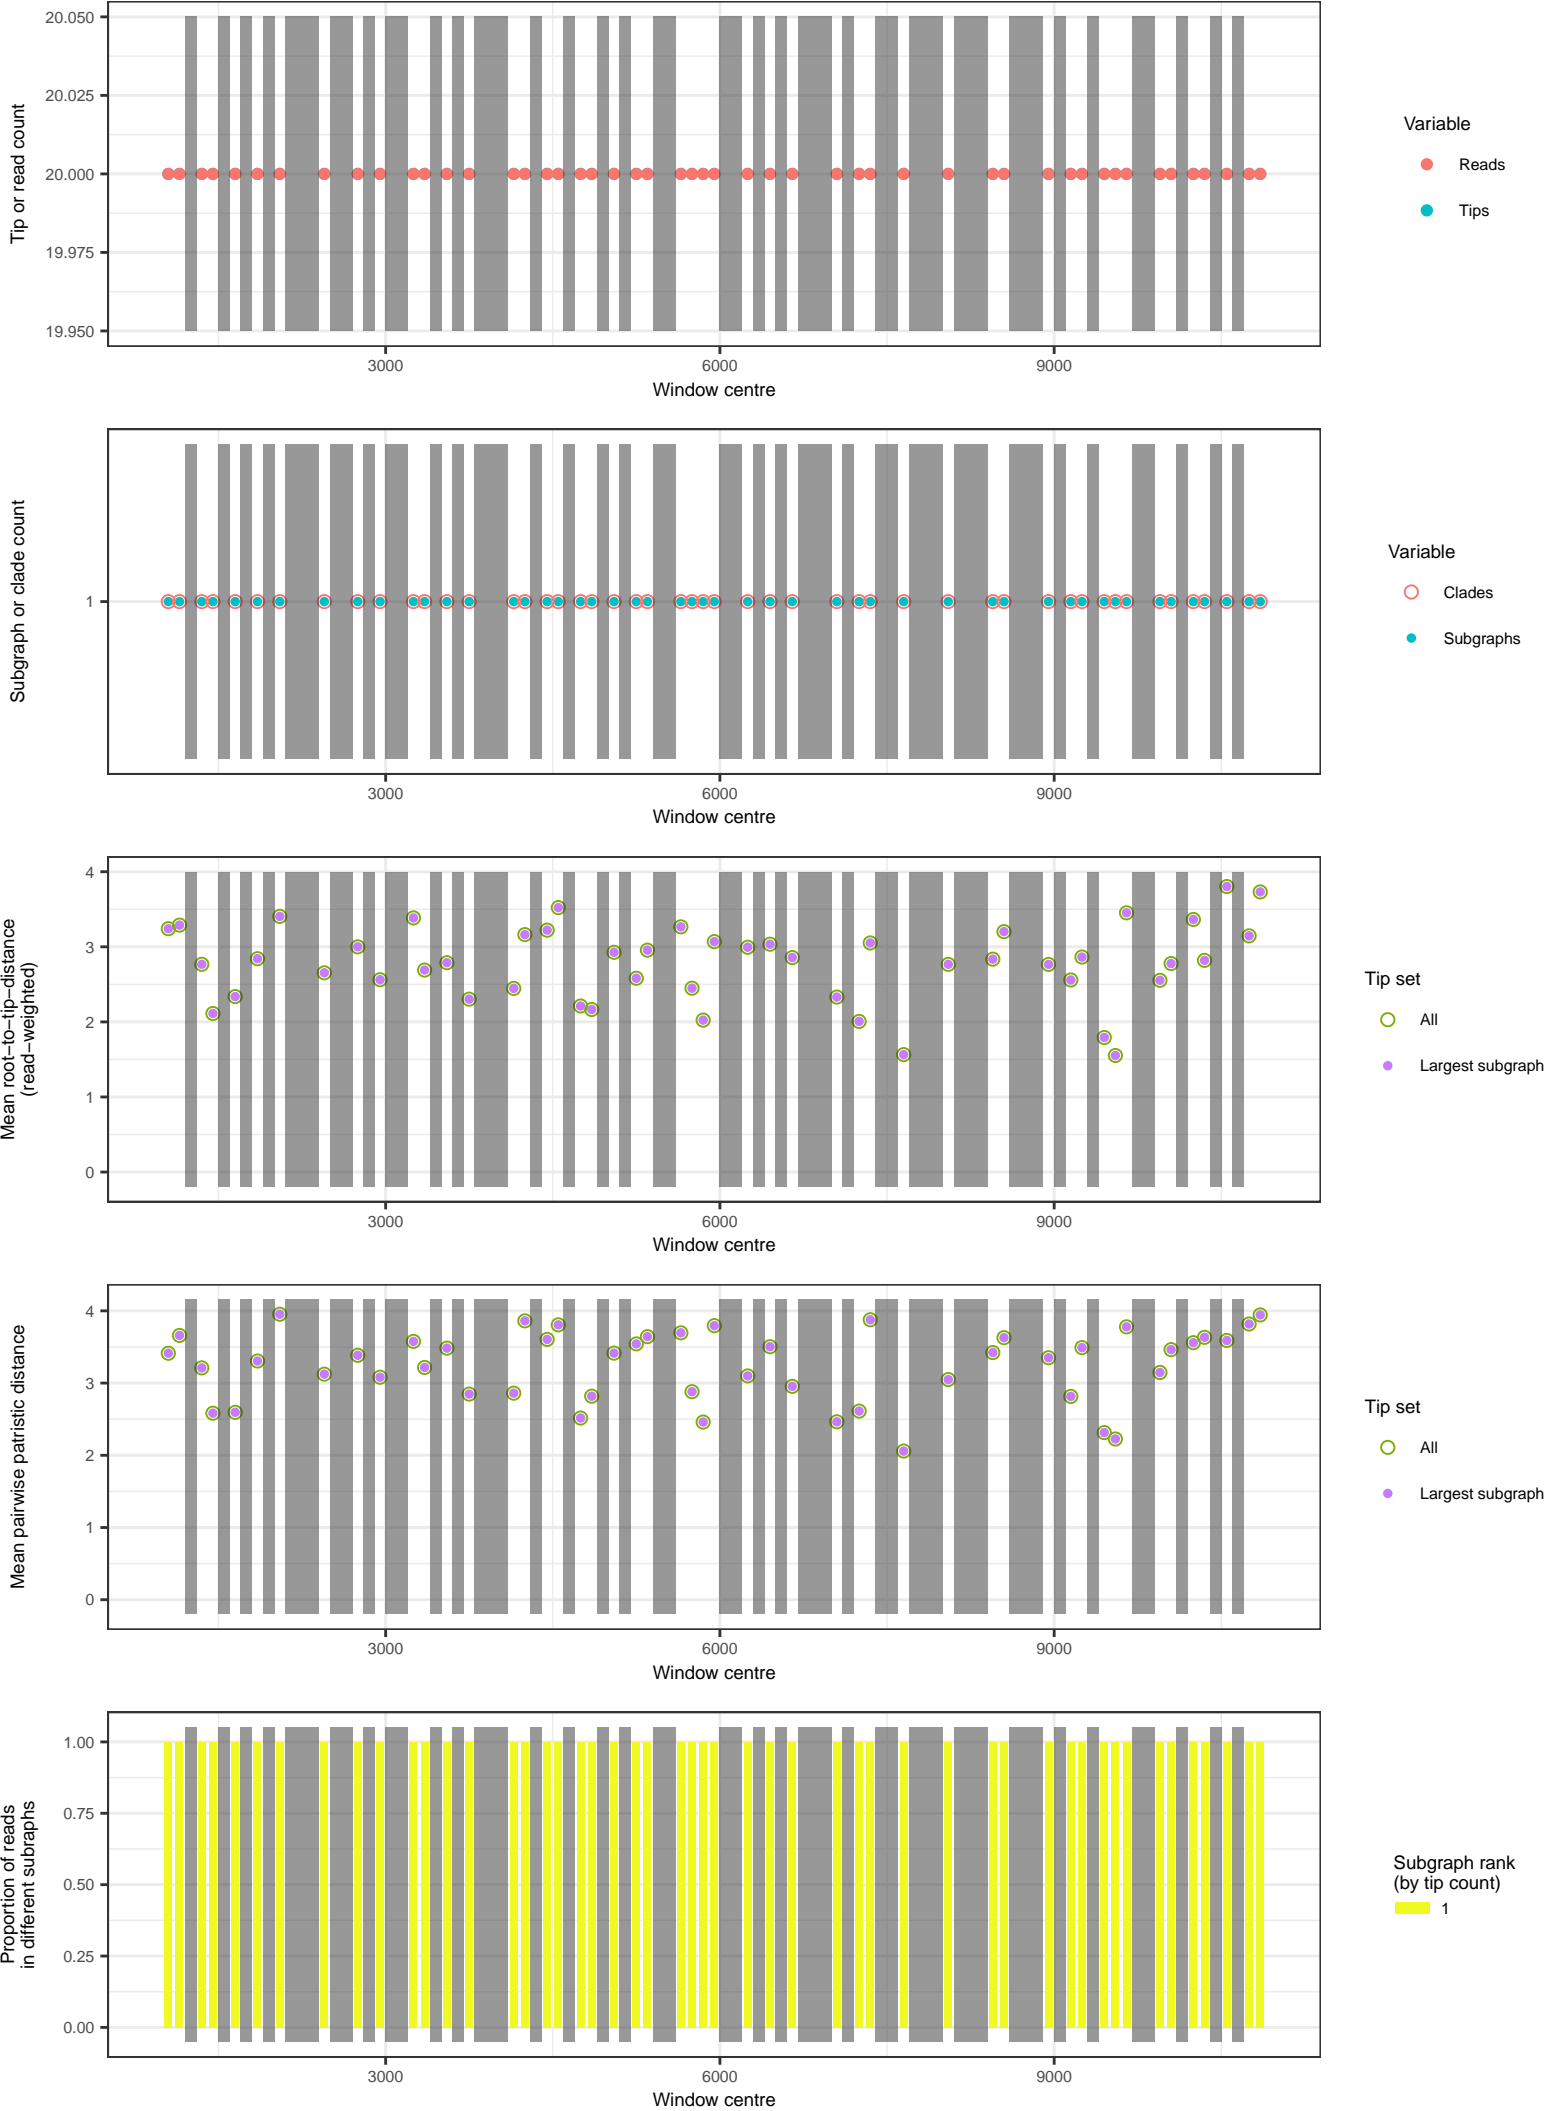 20.050
20.025
20.000
19.975
19.950
Tip or read count
3000
6000
9000
Window centre
Variable
Reads
Tips
1
Subgraph or clade count
3000
6000
9000
Window centre
Variable
Clades
Subgraphs
4
3
2
1
0
Mean root−to−tip−distance
(read−weighted)
3000
6000
9000
Window centre
Tip set
All
Largest subgraph
4
3
2
1
0
Mean pairwise patristic distance
3000
6000
9000
Window centre
Tip set
All
Largest subgraph
1.00
0.75
0.50
0.25
0.00
Proportion of reads
in different subraphs
3000
6000
9000
Window centre
Subgraph rank
(by tip count)
1